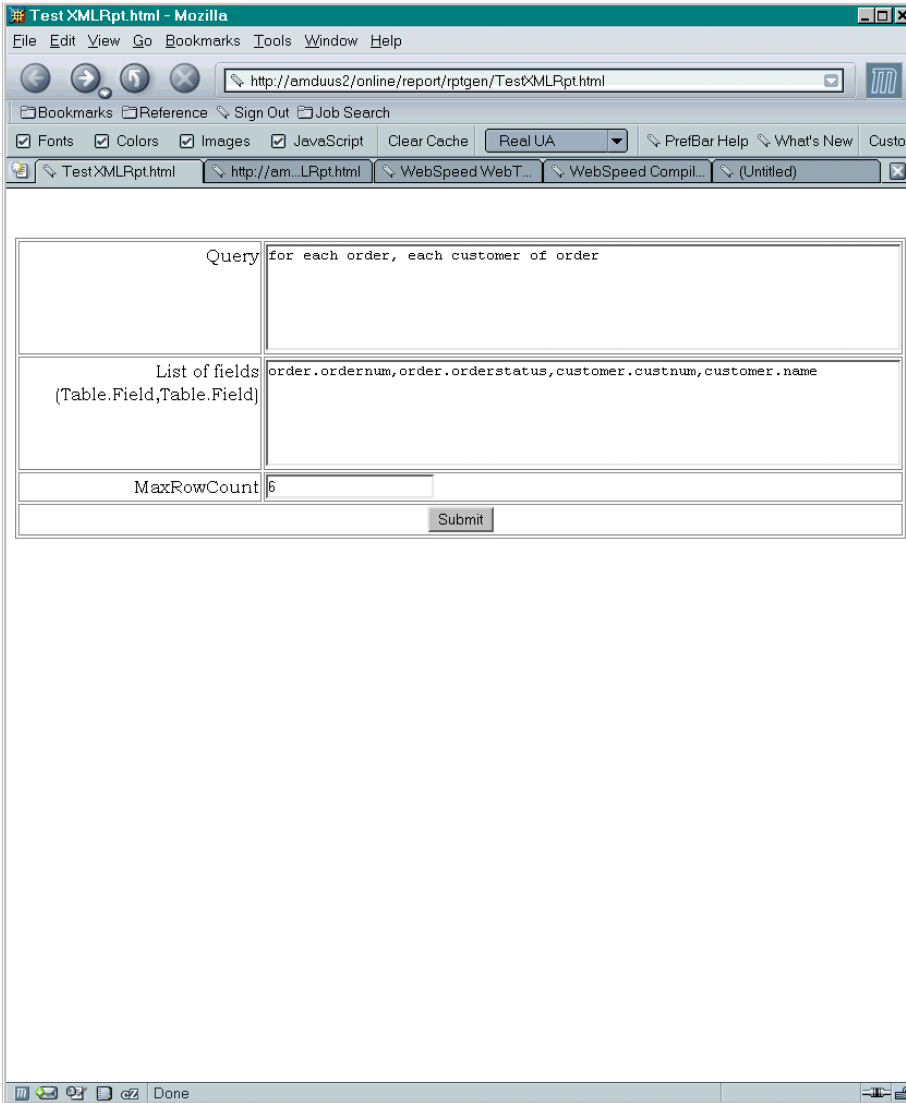 Test XMLRpt.html - Mozilla
File Edit View Go Bookmarks Tools Window Help
http://amduus2/online/report/rptgen/TestXMLRpt.html
Bookmarks Reference Sign Out Job Search
Fonts Colors Images JavaScript Clear Cache Real UA PrefBar Help What's New Custo
TestXMLRpt.html http://am...LRpt.html WebSpeed WebT... WebSpeed Compil... (Untitled)
Query for each order, each customer of order
List of fields order.ordernum,order.orderstatus,customer.custnum,customer.name
(Table.Field,Table.Field)
MaxRowCount 6
Submit
Done